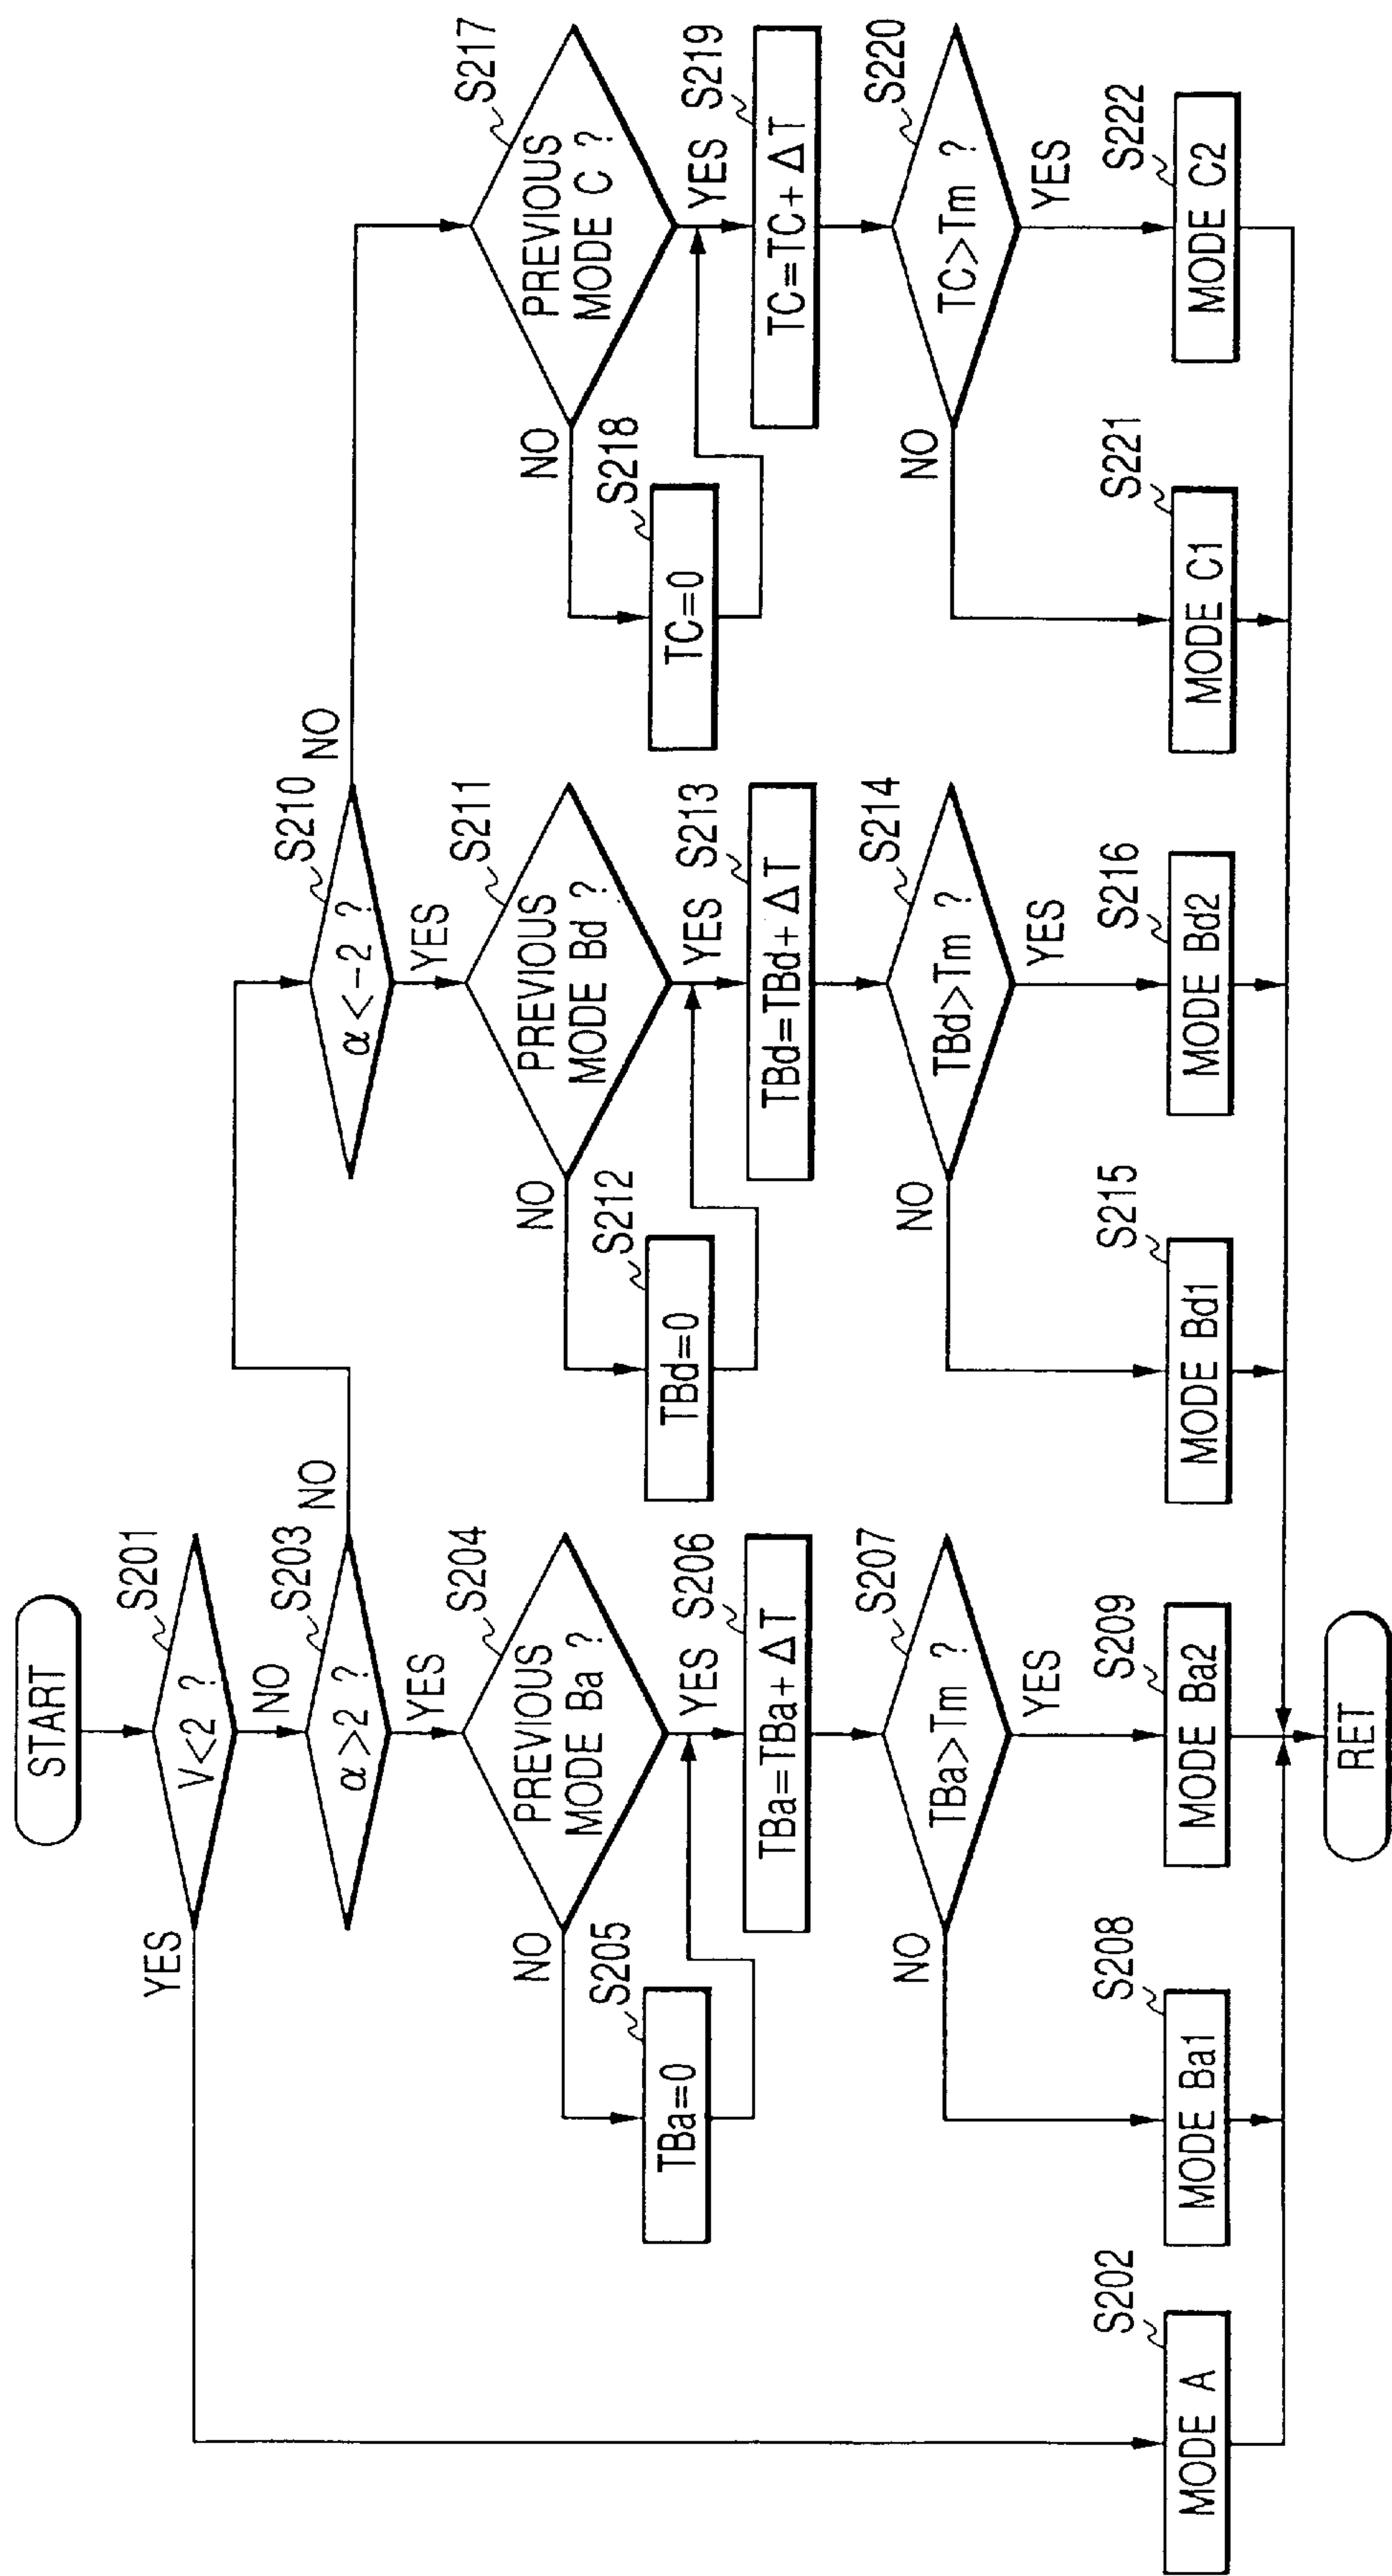 START
S201
V<2 ?
YES
NO
S203
α>2 ?
NO
YES
S204
PREVIOUS
MODE Ba ?
NO
YES
S205
TBa=0
S206
TBa=TBa+ΔT
S207
TBa>Tm ?
NO
YES
S202
MODE A
S208
MODE Ba1
S209
MODE Ba2
S210
α<-2 ?
NO
YES
S211
PREVIOUS
MODE Bd ?
NO
YES
S212
TBd=0
S213
TBd=TBd+ΔT
S214
TBd>Tm ?
NO
YES
S215
MODE Bd1
S216
MODE Bd2
S217
PREVIOUS
MODE C ?
NO
YES
S218
TC=0
S219
TC=TC+ΔT
S220
TC>Tm ?
NO
YES
S221
MODE C1
S222
MODE C2
RET